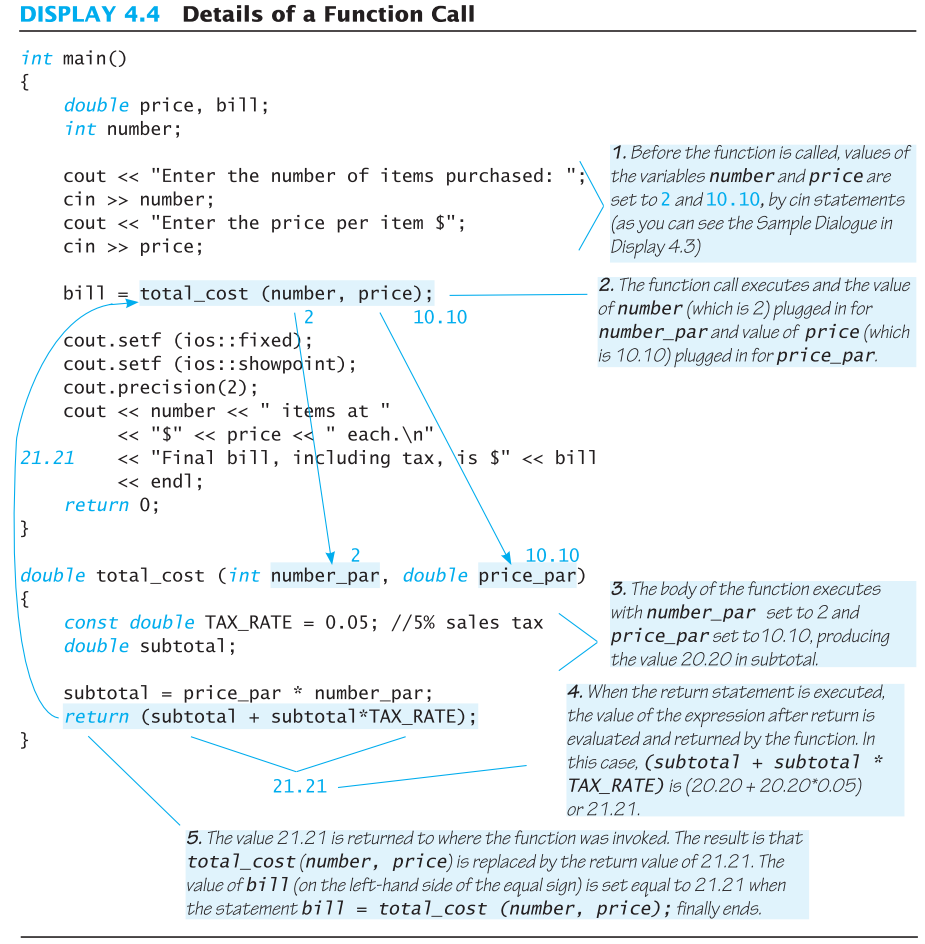 DISPLAY 4.4 Details of a Function Call
int main()
{
double price, bill;
int number;
cout << "Enter the number of items purchased: ";
cin >> number;
cout << "Enter the price per item $";
cin >> price;
1. Before the function is called, values of
the variables number and price are
set to 2 and 10.10, by cin statements
(as you can see the Sample Dialogue in
Display 4.3)
bill = total_cost (number, price);
2 10.10
2. The function call executes and the value
of number (which is 2) plugged in for
number_par and value of price (which
is 10.10) plugged in for price_par.
cout.setf (ios::fixed);
cout.setf (ios::showpoint);
cout.precision(2);
cout << number << " items at "
<< "$" << price << " each.\n"
21.21 << "Final bill, including tax, is $" << bill
<< endl;
return 0;
}
2 10.10
double total_cost (int number_par, double price_par)
{
const double TAX_RATE = 0.05; //5% sales tax
double subtotal;
3. The body of the function executes
with number_par set to 2 and
price_par set to 10.10, producing
the value 20.20 in subtotal.
subtotal = price_par * number_par;
return (subtotal + subtotal*TAX_RATE);
}
21.21
4. When the return statement is executed,
the value of the expression after return is
evaluated and returned by the function. In
this case, (subtotal + subtotal *
TAX_RATE) is (20.20 + 20.20*0.05)
or 21.21.
5. The value 21.21 is returned to where the function was invoked. The result is that
total_cost (number, price) is replaced by the return value of 21.21. The
value of bill (on the left-hand side of the equal sign) is set equal to 21.21 when
the statement bill = total_cost (number, price); finally ends.